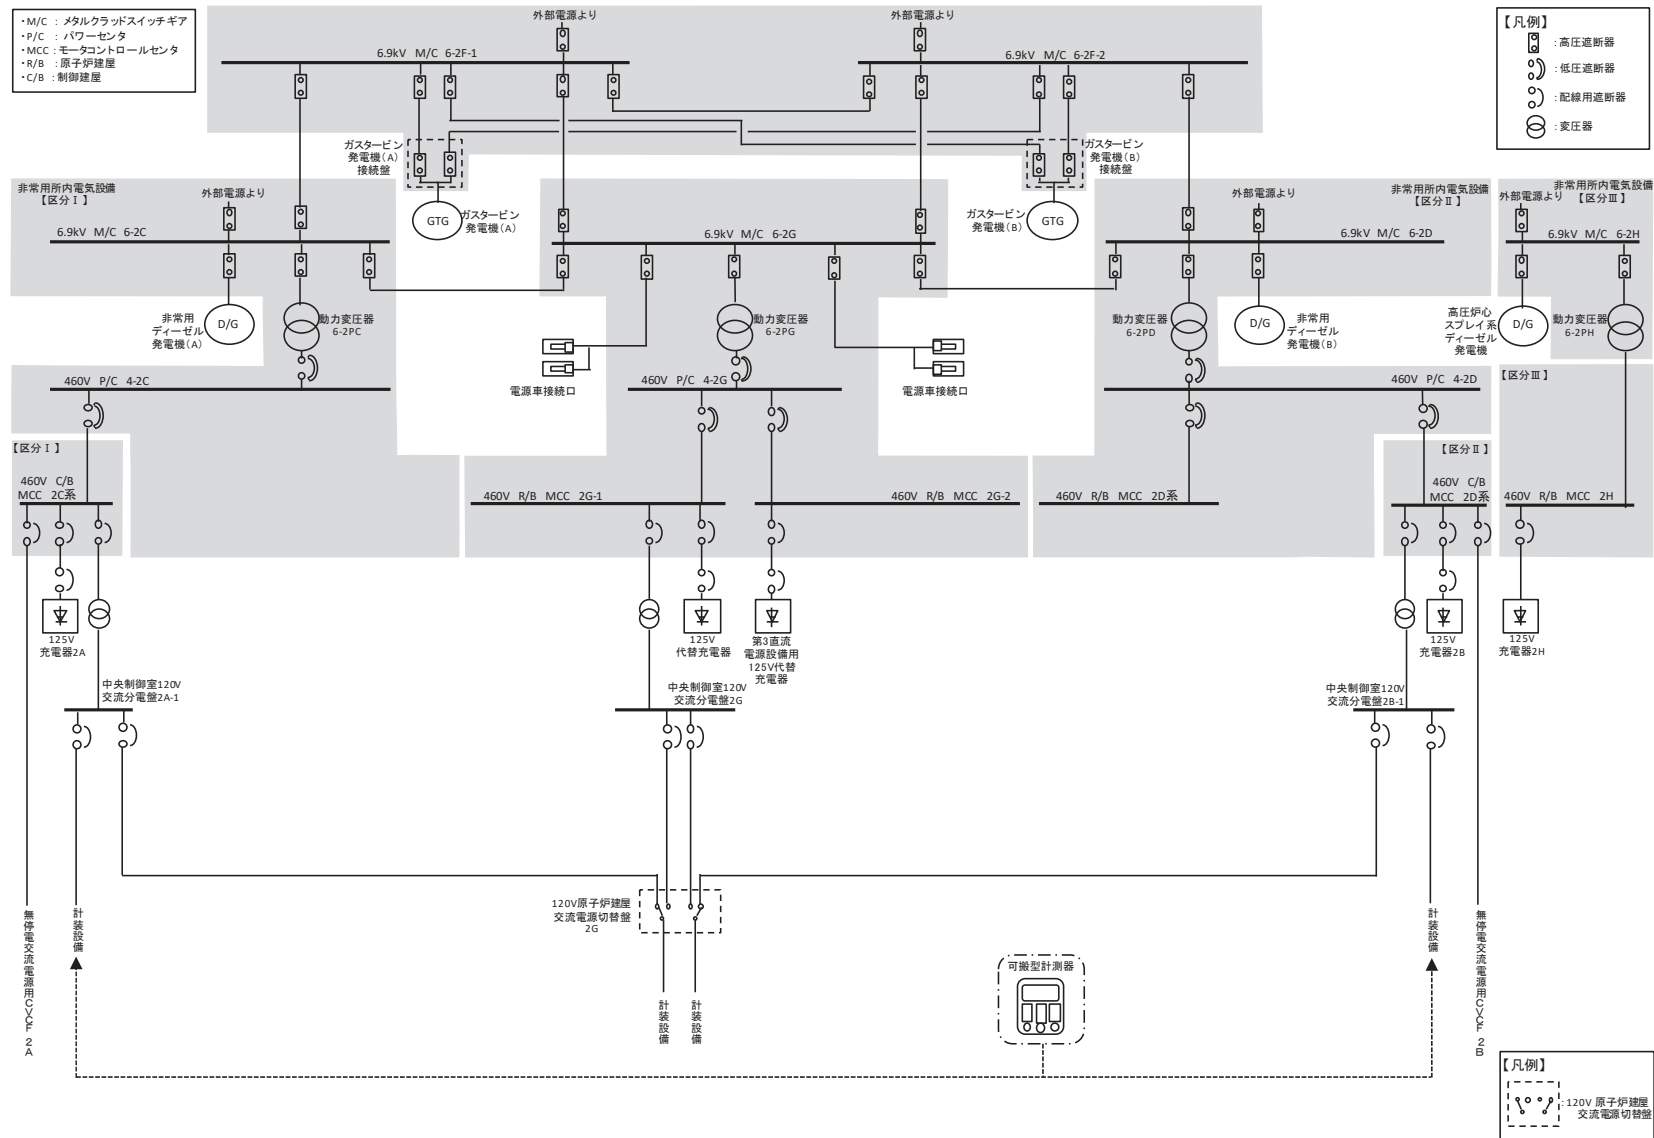 ・M/C : メタルクラッドスイッチギア
・P/C : パワーセンタ
・MCC : モータコントロールセンタ
・R/B : 原子炉建屋
・C/B : 制御建屋
外部電源より
外部電源より
【凡例】
: 高圧遮断器
: 低圧遮断器
: 配線用遮断器
: 変圧器
6.9kV M/C 6-2F-1
6.9kV M/C 6-2F-2
ガスタービン
発電機(A)
接続盤
ガスタービン
発電機(B)
接続盤
非常用所内電気設備
【区分Ⅰ】
外部電源より
6.9kV M/C 6-2C
GTG
ガスタービン
発電機(A)
6.9kV M/C 6-2G
ガスタービン
発電機(B)
GTG
外部電源より
非常用所内電気設備
【区分Ⅱ】
6.9kV M/C 6-2D
非常用所内電気設備
【区分Ⅲ】
外部電源より
6.9kV M/C 6-2H
非常用
ディーゼル
発電機(A)
D/G
動力変圧器
6-2PC
動力変圧器
6-2PG
動力変圧器
6-2PD
D/G
非常用
ディーゼル
発電機(B)
高圧炉心
スプレイ系
ディーゼル
発電機
D/G
動力変圧器
6-2PH
460V P/C 4-2C
電源車接続口
460V P/C 4-2G
電源車接続口
460V P/C 4-2D
【区分Ⅲ】
【区分Ⅰ】
460V C/B
MCC 2C系
460V R/B MCC 2G-1
460V R/B MCC 2G-2
460V R/B MCC 2D系
【区分Ⅱ】
460V C/B
MCC 2D系
460V R/B MCC 2H
125V
充電器2A
125V
代替充電器
第3直流
電源設備用
125V代替
充電器
125V
充電器2B
125V
充電器2H
中央制御室120V
交流分電盤2A-1
中央制御室120V
交流分電盤2G
中央制御室120V
交流分電盤2B-1
120V原子炉建屋
交流電源切替盤
2G
無停電交流電源用CVCF 2A
計装設備
計装設備
計装設備
可搬型計測器
計装設備
無停電交流電源用CVCF 2B
【凡例】
: 120V 原子炉建屋
交流電源切替盤